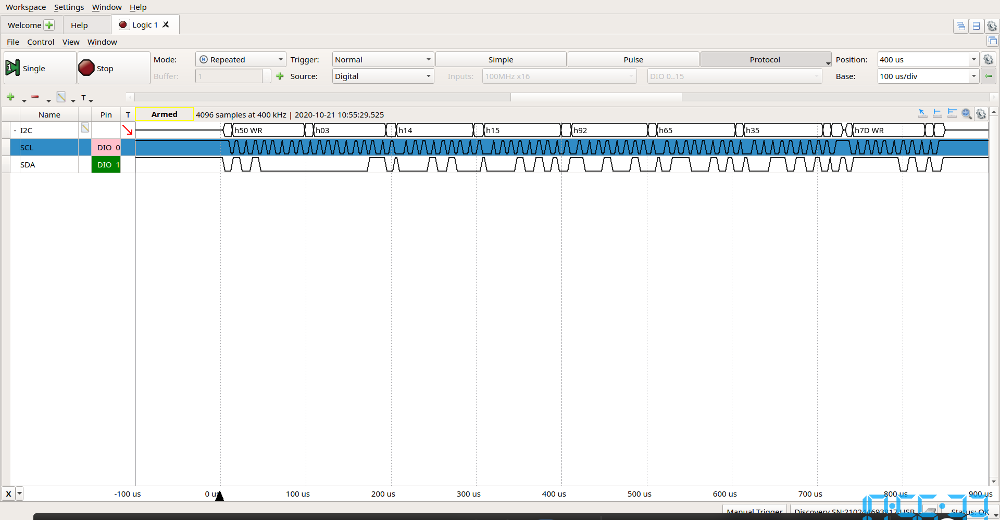 Workspace Settings Window Help
Welcome Help Logic 1
File Control View Window
Single Stop Mode: Repeated Trigger: Normal Simple Pulse Protocol Position: 400 us
Buffer: 1 Source: Digital Inputs: 100MHz x16 DIO 0..15 Base: 100 us/div
T
Name Pin T Armed 4096 samples at 400 kHz | 2020-10-21 10:55:29.525
- I2C h50 WR h03 h14 h15 h92 h65 h35 h7D WR
SCL DIO 0
SDA DIO 1
X -100 us 0 us 100 us 200 us 300 us 400 us 500 us 600 us 700 us 800 us 900 us
Manual Trigger Discovery SN:210244693817 USB Status: OK